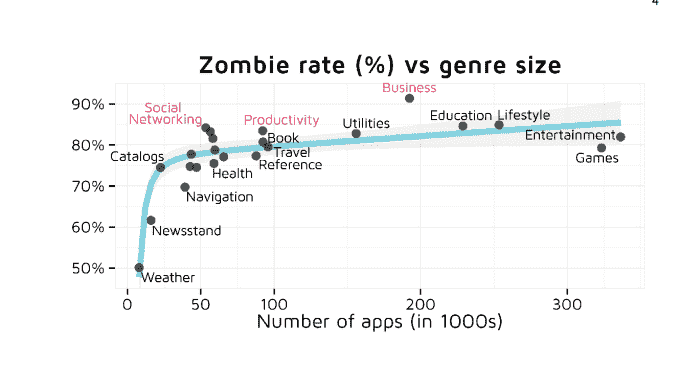 4
Zombie rate (%) vs genre size
Business
90%
Social
Networking
Productivity
Utilities
Education
Lifestyle
Entertainment
80%
Book
Travel
Catalogs
Reference
Games
Health
70%
Navigation
60%
Newsstand
50%
Weather
0
50
100
200
300
Number of apps (in 1000s)